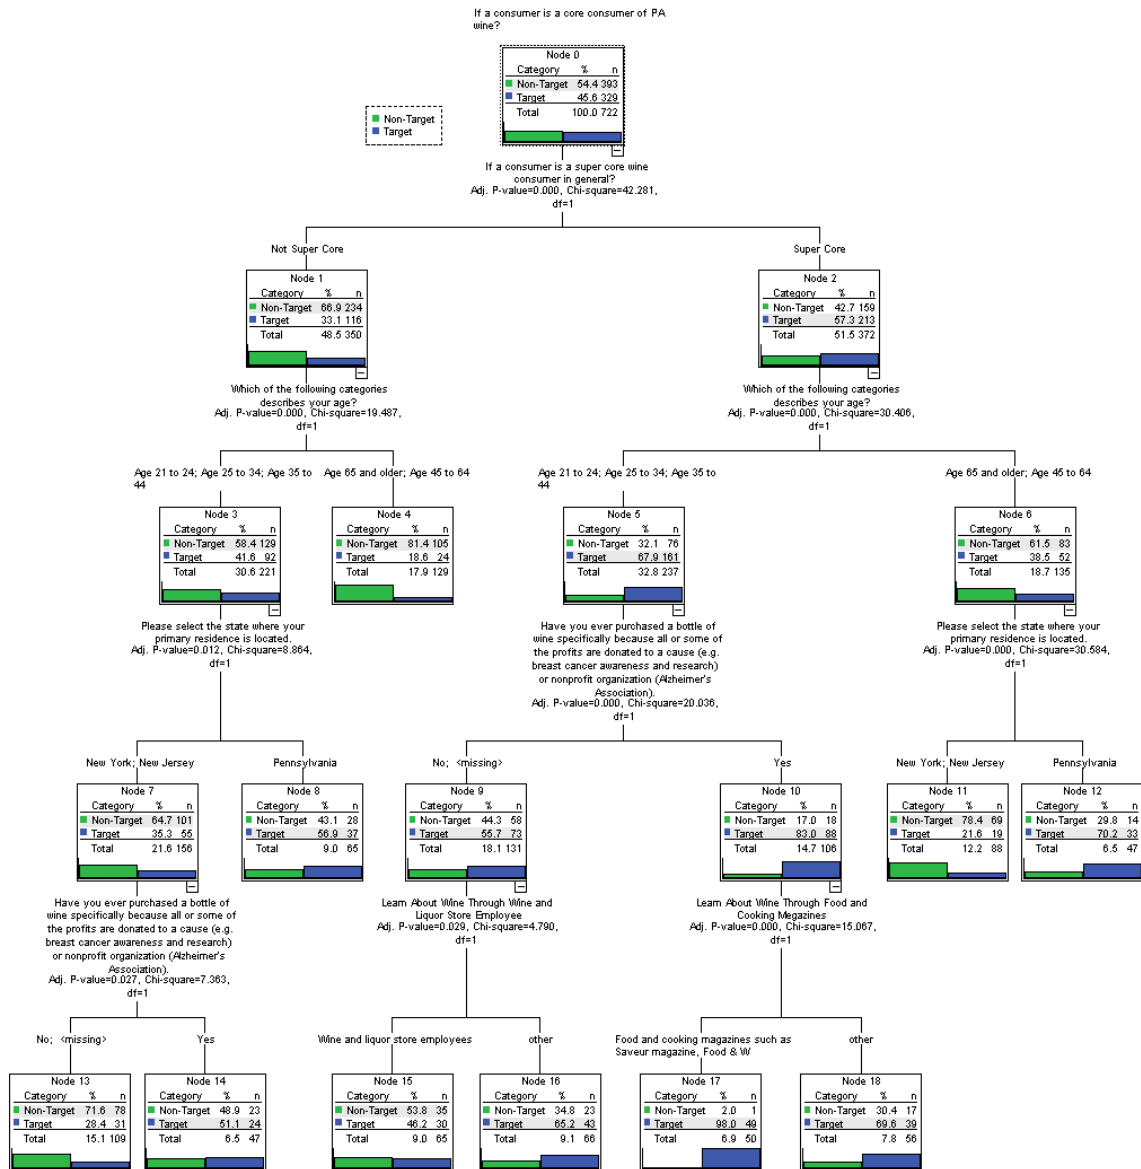 If a consumer is a core consumer of PA
wine?
Node 0
Category % n
Non-Target 54.4 393
Target 45.6 329
Total 100.0 722
Non-Target
Target
If a consumer is a super core wine
consumer in general?
Adj. P-value=0.000, Chi-square=42.281,
df=1
Not Super Core
Super Core
Node 1
Category % n
Non-Target 66.9 234
Target 33.1 116
Total 48.5 350
Node 2
Category % n
Non-Target 42.7 159
Target 57.3 213
Total 51.5 372
Which of the following categories
describes your age?
Adj. P-value=0.000, Chi-square=19.487,
df=1
Which of the following categories
describes your age?
Adj. P-value=0.000, Chi-square=30.406,
df=1
Age 21 to 24; Age 25 to 34; Age 35 to
44
Age 65 and older; Age 45 to 64
Age 21 to 24; Age 25 to 34; Age 35 to
44
Age 65 and older; Age 45 to 64
Node 3
Category % n
Non-Target 58.4 129
Target 41.6 92
Total 30.6 221
Node 4
Category % n
Non-Target 81.4 105
Target 18.6 24
Total 17.9 129
Node 5
Category % n
Non-Target 32.1 76
Target 67.9 161
Total 32.8 237
Node 6
Category % n
Non-Target 61.5 83
Target 38.5 52
Total 18.7 135
Please select the state where your
primary residence is located.
Adj. P-value=0.012, Chi-square=8.864,
df=1
Have you ever purchased a bottle of
wine specifically because all or some of
the profits are donated to a cause (e.g.
breast cancer awareness and research)
or nonprofit organization (Alzheimer's
Association).
Adj. P-value=0.000, Chi-square=20.036,
df=1
Please select the state where your
primary residence is located.
Adj. P-value=0.000, Chi-square=30.584,
df=1
New York; New Jersey
Pennsylvania
No; <missing>
Yes
New York; New Jersey
Pennsylvania
Node 7
Category % n
Non-Target 64.7 101
Target 35.3 55
Total 21.6 156
Node 8
Category % n
Non-Target 43.1 28
Target 56.9 37
Total 9.0 65
Node 9
Category % n
Non-Target 44.3 58
Target 55.7 73
Total 18.1 131
Node 10
Category % n
Non-Target 17.0 18
Target 83.0 88
Total 14.7 106
Node 11
Category % n
Non-Target 78.4 69
Target 21.6 19
Total 12.2 88
Node 12
Category % n
Non-Target 29.8 14
Target 70.2 33
Total 6.5 47
Have you ever purchased a bottle of
wine specifically because all or some of
the profits are donated to a cause (e.g.
breast cancer awareness and research)
or nonprofit organization (Alzheimer's
Association).
Adj. P-value=0.027, Chi-square=7.363,
df=1
Learn About Wine Through Wine and
Liquor Store Employee
Adj. P-value=0.029, Chi-square=4.790,
df=1
Learn About Wine Through Food and
Cooking Megazines
Adj. P-value=0.000, Chi-square=15.067,
df=1
No; <missing>
Yes
Wine and liquor store employees
other
Food and cooking magazines such as
Saveur magazine, Food & W
other
Node 13
Category % n
Non-Target 71.6 78
Target 28.4 31
Total 15.1 109
Node 14
Category % n
Non-Target 48.9 23
Target 51.1 24
Total 6.5 47
Node 15
Category % n
Non-Target 53.8 35
Target 46.2 30
Total 9.0 65
Node 16
Category % n
Non-Target 34.8 23
Target 65.2 43
Total 9.1 66
Node 17
Category % n
Non-Target 2.0 1
Target 98.0 49
Total 6.9 50
Node 18
Category % n
Non-Target 30.4 17
Target 69.6 39
Total 7.8 56